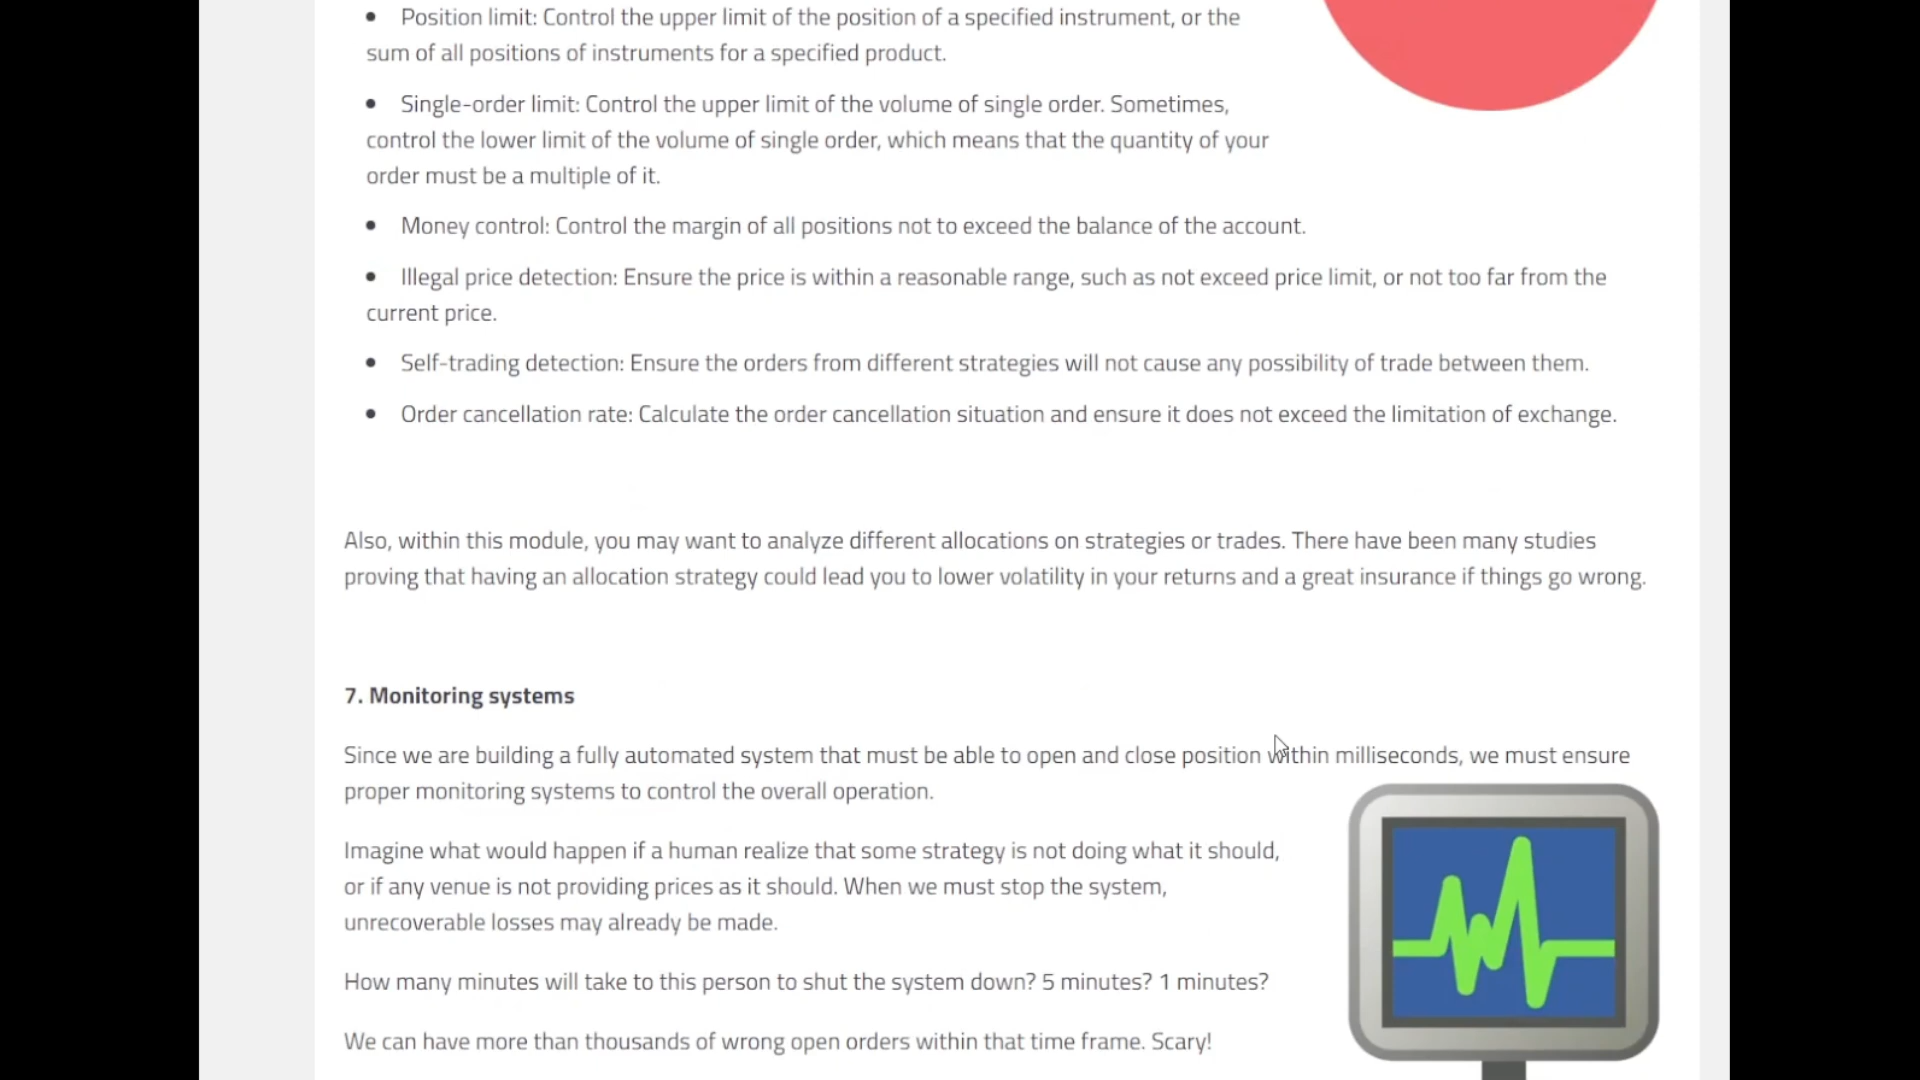 • Position limit: Control the upper limit of the position of a specified instrument, or the
sum of all positions of instruments for a specified product.
• Single-order limit: Control the upper limit of the volume of single order. Sometimes,
control the lower limit of the volume of single order, which means that the quantity of your
order must be a multiple of it.
• Money control: Control the margin of all positions not to exceed the balance of the account.
• Illegal price detection: Ensure the price is within a reasonable range, such as not exceed price limit, or not too far from the
current price.
• Self-trading detection: Ensure the orders from different strategies will not cause any possibility of trade between them.
• Order cancellation rate: Calculate the order cancellation situation and ensure it does not exceed the limitation of exchange.
Also, within this module, you may want to analyze different allocations on strategies or trades. There have been many studies
proving that having an allocation strategy could lead you to lower volatility in your returns and a great insurance if things go wrong.
7. Monitoring systems
Since we are building a fully automated system that must be able to open and close position within milliseconds, we must ensure
proper monitoring systems to control the overall operation.
Imagine what would happen if a human realize that some strategy is not doing what it should,
or if any venue is not providing prices as it should. When we must stop the system,
unrecoverable losses may already be made.
How many minutes will take to this person to shut the system down? 5 minutes? 1 minutes?
We can have more than thousands of wrong open orders within that time frame. Scary!